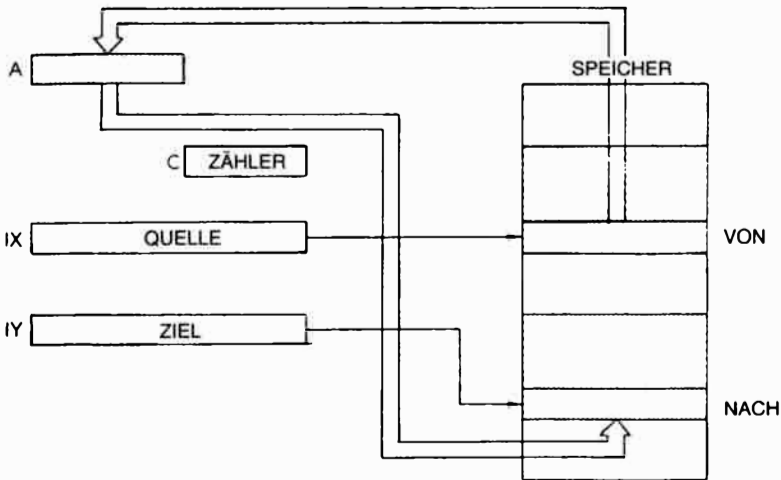 A
SPEICHER
C ZÄHLER
IX QUELLE VON
IY ZIEL
NACH